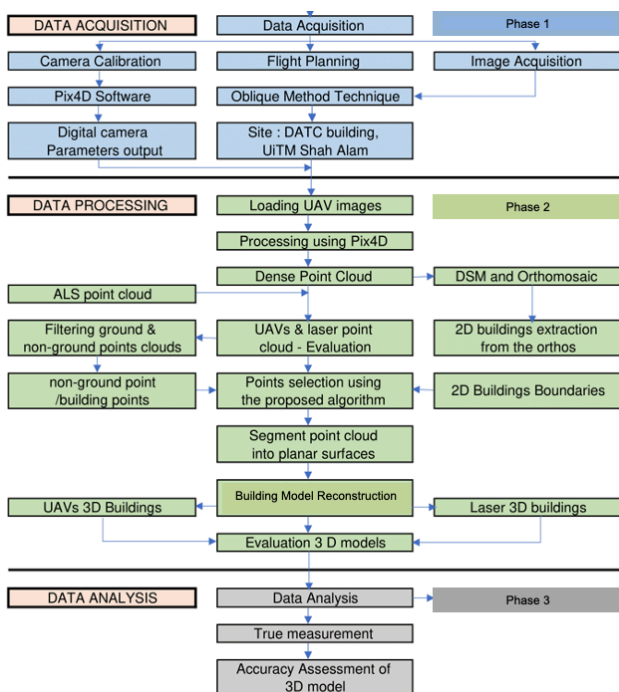 DATA ACQUISITION
Data Acquisition
Phase 1
Camera Calibration
Flight Planning
Image Acquisition
Pix4D Software
Oblique Method Technique
Digital camera
Parameters output
Site : DATC building,
UiTM Shah Alam
DATA PROCESSING
Loading UAV images
Phase 2
Processing using Pix4D
Dense Point Cloud
DSM and Orthomosaic
ALS point cloud
Filtering ground &
non-ground points clouds
UAVs & laser point
cloud - Evaluation
2D buildings extraction
from the orthos
non-ground point
/building points
Points selection using
the proposed algorithm
2D Buildings Boundaries
Segment point cloud
into planar surfaces
Building Model Reconstruction
UAVs 3D Buildings
Laser 3D buildings
Evaluation 3 D models
DATA ANALYSIS
Data Analysis
Phase 3
True measurement
Accuracy Assessment of
3D model